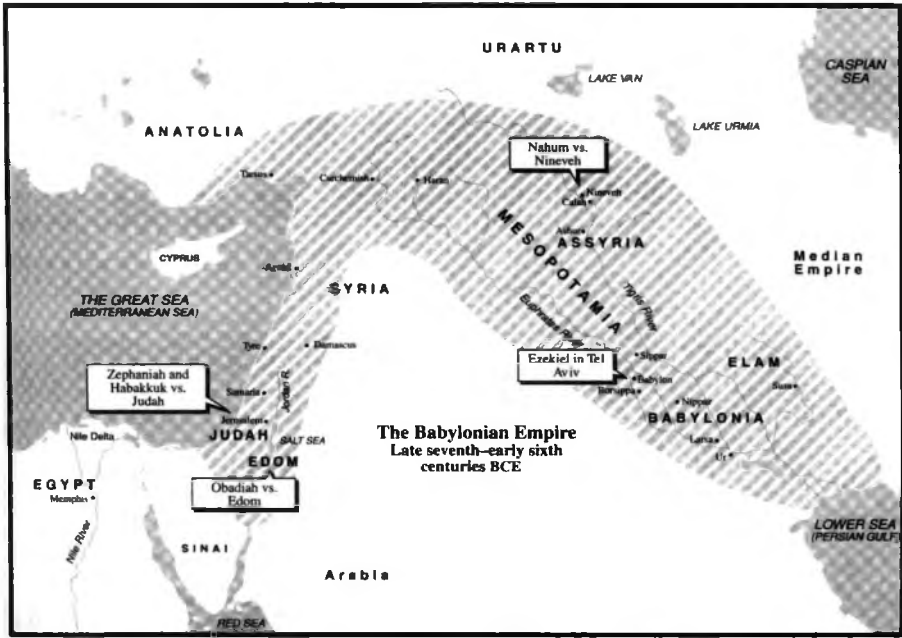 URARTU
CASPIAN
SEA
LAKE VAN
LAKE URMIA
ANATOLIA
Nahum vs.
Nineveh
Tarsus
Carchemish
Haran
Nineveh
Calah
Ashur
ASSYRIA
MESOPOTAMIA
Median
Empire
CYPRUS
Arvad
SYRIA
THE GREAT SEA
(MEDITERRANEAN SEA)
Tigris River
Euphrates River
Tyre
Damascus
Sippar
ELAM
Zephaniah and
Habakkuk vs.
Judah
Ezekiel in Tel
Aviv
Babylon
Borsippa
Susa
Samaria
Jordan R.
Nippur
BABYLONIA
Jerusalem
JUDAH
SALT SEA
Larsa
Ur
Nile Delta
The Babylonian Empire
Late seventh–early sixth
centuries BCE
EDOM
EGYPT
Memphis
Obadiah vs.
Edom
Nile River
SINAI
LOWER SEA
(PERSIAN GULF)
Arabia
RED SEA